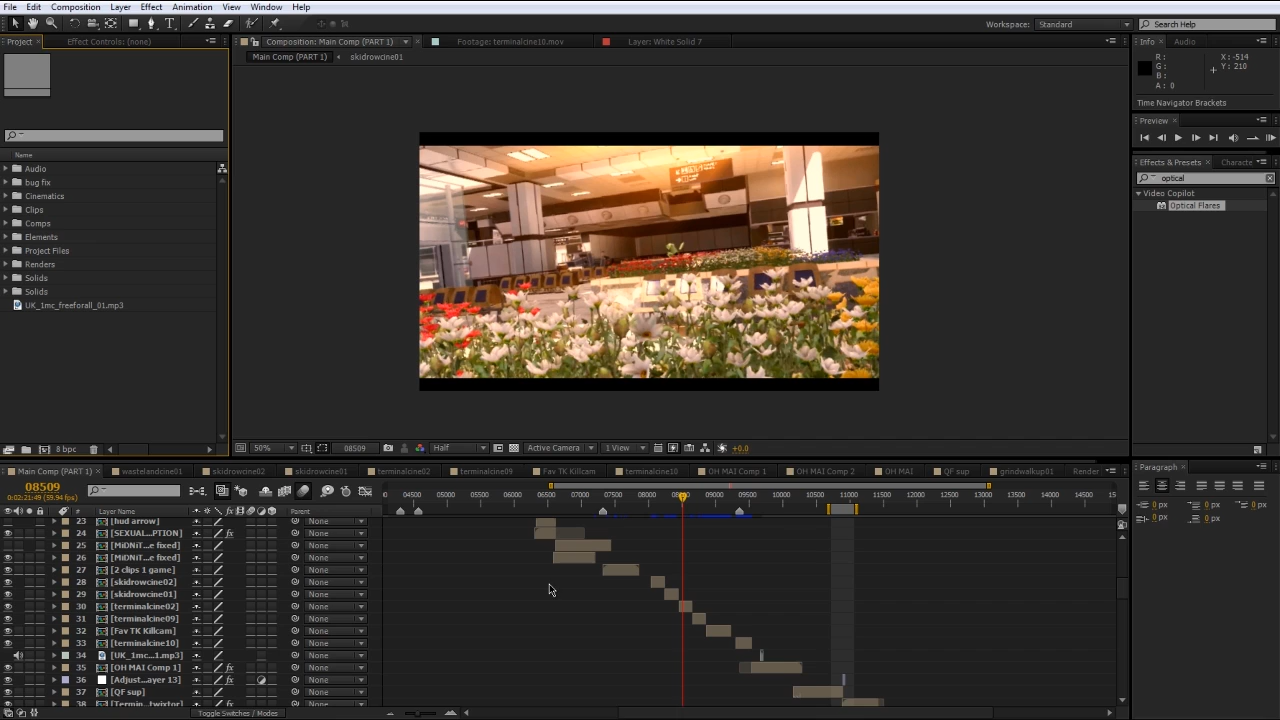 File Edit Composition Layer Effect Animation View Window Help
Workspace: Standard Search Help
Project Effect Controls: (none)
Composition: Main Comp (PART 1) Footage: terminalcine10.mov Layer: White Solid 7
Main Comp (PART 1) skidrowcine01
Info Audio
R: X: -514
G: Y: 210
B:
A: 0
Time Navigator Brackets
Preview
Effects & Presets Characte
optical
Video Copilot
Optical Flares
Name
Audio
bug fix
Cinematics
Clips
Comps
Elements
Project Files
Renders
Solids
Solids
UK_1mc_freeforall_01.mp3
8 bpc
50% 08509 Half Active Camera 1 View +0.0
Main Comp (PART 1) wastelandcine01 skidrowcine02 skidrowcine01 terminalcine02 terminalcine09 Fav TK Killcam terminalcine10 OH MAI Comp 1 OH MAI Comp 2 OH MAI QF sup grindwalkup01 Render
Paragraph
0 px 0 px 0 px
0 px 0 px
08509
0:02:21:49 (59.94 fps)
# Layer Name Parent
04500 05000 05500 06000 06500 07000 07500 08000 09000 09500 10000 10500 11000 11500 12000 12500 13000 13500 14000 14500 15
23 [hud arrow] None
24 [SEXUAL...PTION] None
25 [MiDNiT...e fixed] None
26 [MiDNiT...e fixed] None
27 [2 clips 1 game] None
28 [skidrowcine02] None
29 [skidrowcine01] None
30 [terminalcine02] None
31 [terminalcine09] None
32 [Fav TK Killcam] None
33 [terminalcine10] None
34 [UK_1mc...1.mp3] None
35 [OH MAI Comp 1] None
36 [Adjust...ayer 13] None
37 [QF sup] None
38 [Termin...twixtor] None
Toggle Switches / Modes